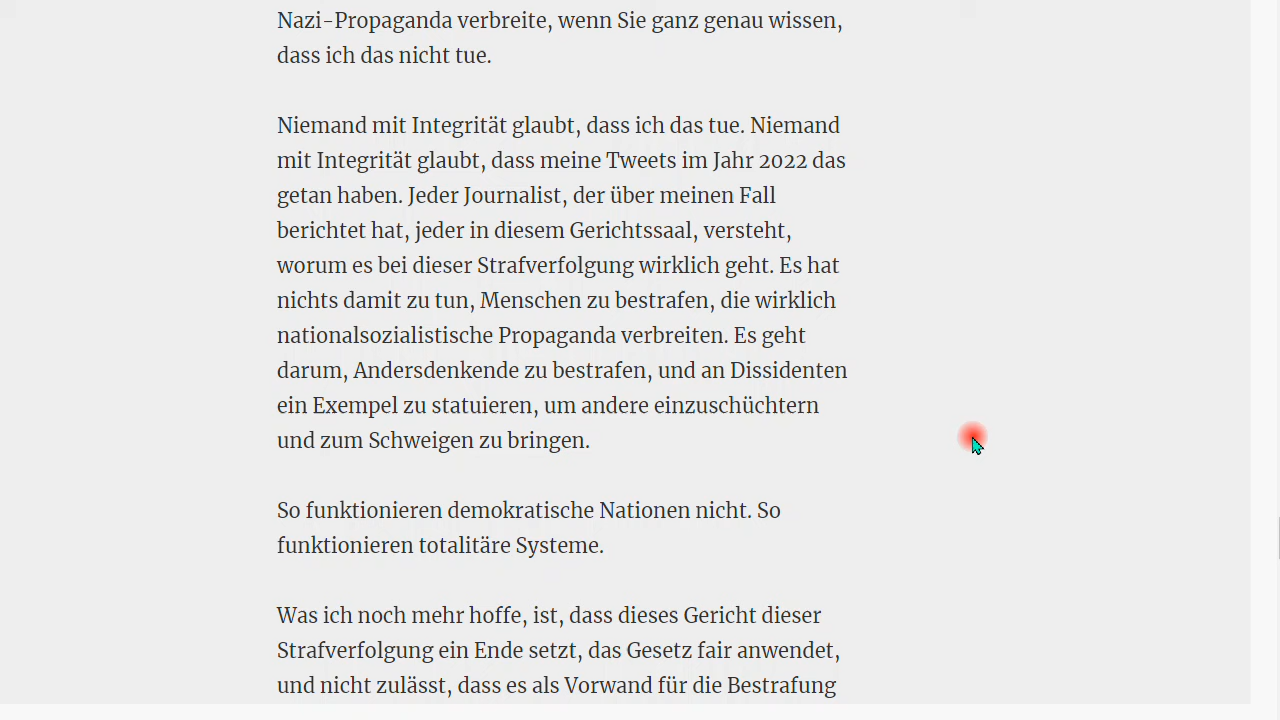 Nazi-Propaganda verbreite, wenn Sie ganz genau wissen,
dass ich das nicht tue.
Niemand mit Integrität glaubt, dass ich das tue. Niemand
mit Integrität glaubt, dass meine Tweets im Jahr 2022 das
getan haben. Jeder Journalist, der über meinen Fall
berichtet hat, jeder in diesem Gerichtssaal, versteht,
worum es bei dieser Strafverfolgung wirklich geht. Es hat
nichts damit zu tun, Menschen zu bestrafen, die wirklich
nationalsozialistische Propaganda verbreiten. Es geht
darum, Andersdenkende zu bestrafen, und an Dissidenten
ein Exempel zu statuieren, um andere einzuschüchtern
und zum Schweigen zu bringen.
So funktionieren demokratische Nationen nicht. So
funktionieren totalitäre Systeme.
Was ich noch mehr hoffe, ist, dass dieses Gericht dieser
Strafverfolgung ein Ende setzt, das Gesetz fair anwendet,
und nicht zulässt, dass es als Vorwand für die Bestrafung